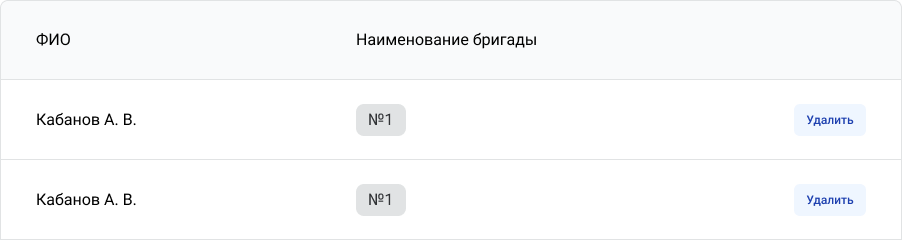 ФИО Наименование бригады
Кабанов А. В. №1 Удалить
Кабанов А. В. №1 Удалить